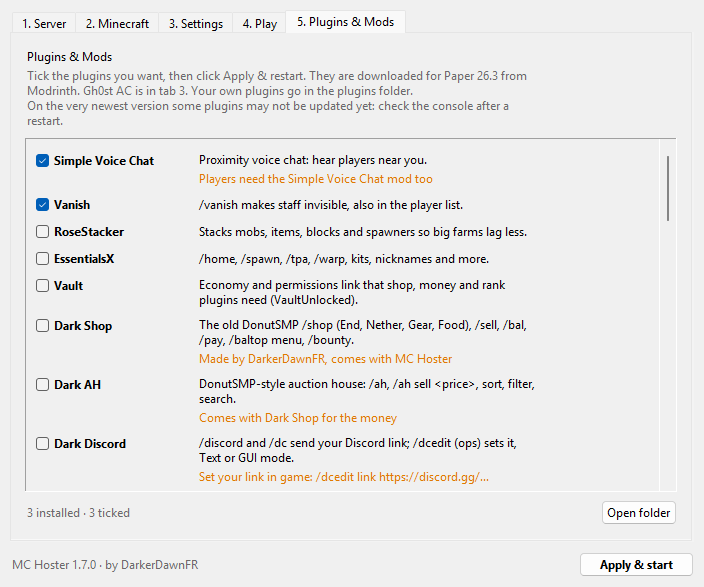 1. Server
2. Minecraft
3. Settings
4. Play
5. Plugins & Mods
Plugins & Mods
Tick the plugins you want, then click Apply & restart. They are downloaded for Paper 26.3 from
Modrinth. Gh0st AC is in tab 3. Your own plugins go in the plugins folder.
On the very newest version some plugins may not be updated yet: check the console after a
restart.
Simple Voice Chat
Proximity voice chat: hear players near you.
Players need the Simple Voice Chat mod too
Vanish
/vanish makes staff invisible, also in the player list.
RoseStacker
Stacks mobs, items, blocks and spawners so big farms lag less.
EssentialsX
/home, /spawn, /tpa, /warp, kits, nicknames and more.
Vault
Economy and permissions link that shop, money and rank
plugins need (VaultUnlocked).
Dark Shop
The old DonutSMP /shop (End, Nether, Gear, Food), /sell, /bal,
/pay, /baltop menu, /bounty.
Made by DarkerDawnFR, comes with MC Hoster
Dark AH
DonutSMP-style auction house: /ah, /ah sell <price>, sort, filter,
search.
Comes with Dark Shop for the money
Dark Discord
/discord and /dc send your Discord link; /dcedit (ops) sets it,
Text or GUI mode.
Set your link in game: /dcedit link https://discord.gg/...
3 installed · 3 ticked
Open folder
MC Hoster 1.7.0 · by DarkerDawnFR
Apply & start